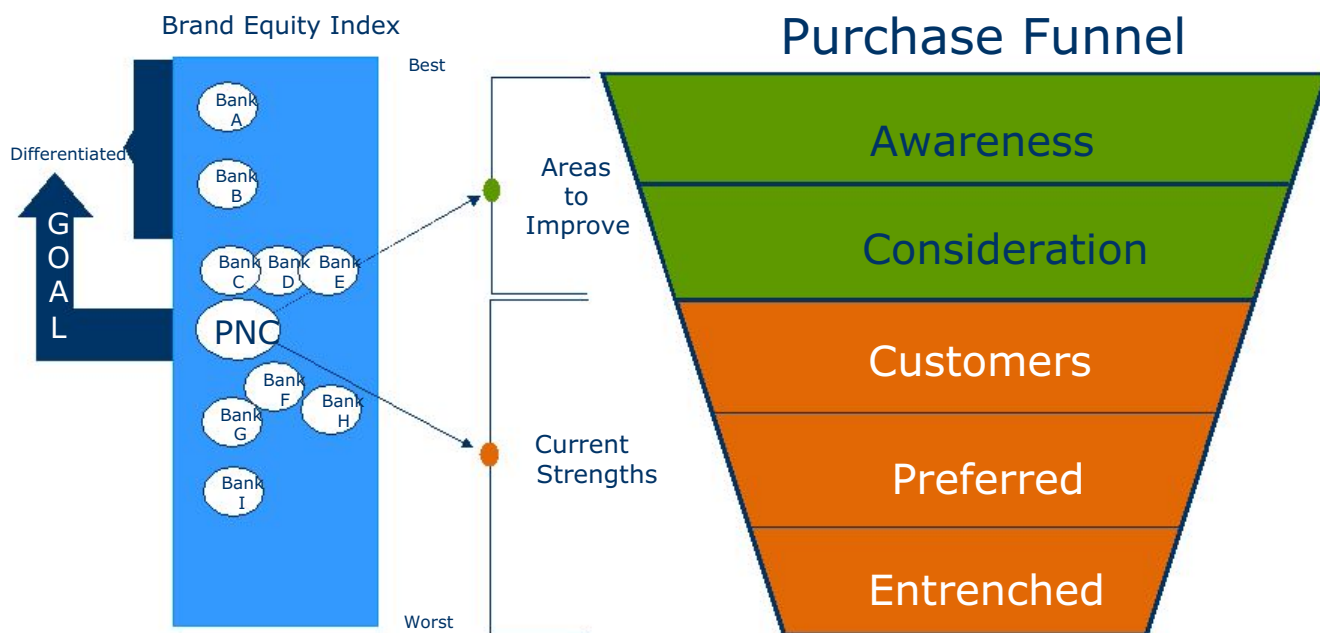 Brand Equity Index
Purchase Funnel
Best
Bank
A
Differentiated
Bank
B
GOAL
Bank
C
Bank
D
Bank
E
PNC
Bank
F
Bank
G
Bank
H
Bank
I
Worst
Areas
to
Improve
Current
Strengths
Awareness
Consideration
Customers
Preferred
Entrenched